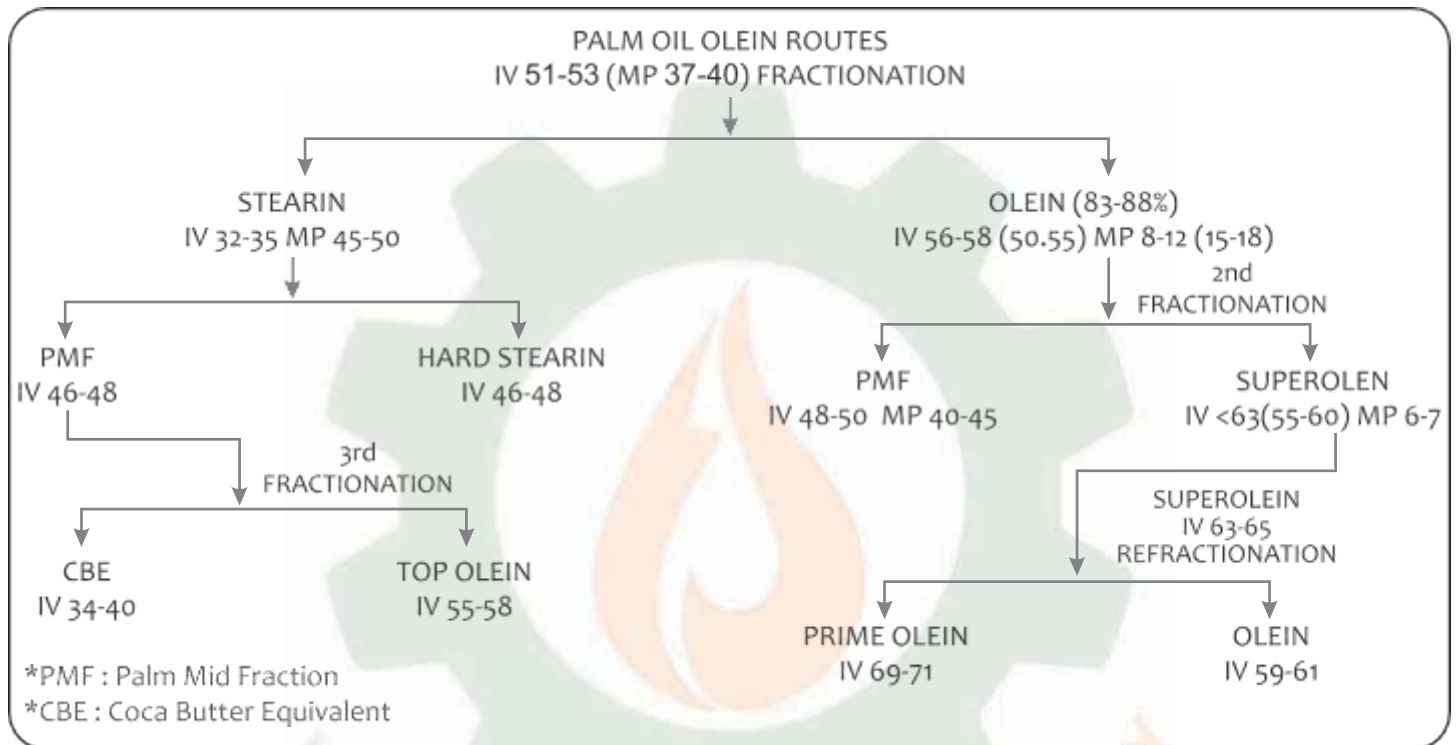 PALM OIL OLEIN ROUTES
IV 51-53 (MP 37-40) FRACTIONATION
STEARIN
IV 32-35 MP 45-50
OLEIN (83-88%)
IV 56-58 (50.55) MP 8-12 (15-18)
2nd
FRACTIONATION
PMF
IV 46-48
HARD STEARIN
IV 46-48
PMF
IV 48-50 MP 40-45
SUPEROLEN
IV <63(55-60) MP 6-7
3rd
FRACTIONATION
SUPEROLEIN
IV 63-65
REFRACTIONATION
CBE
IV 34-40
TOP OLEIN
IV 55-58
PRIME OLEIN
IV 69-71
OLEIN
IV 59-61
*PMF : Palm Mid Fraction
*CBE : Coca Butter Equivalent